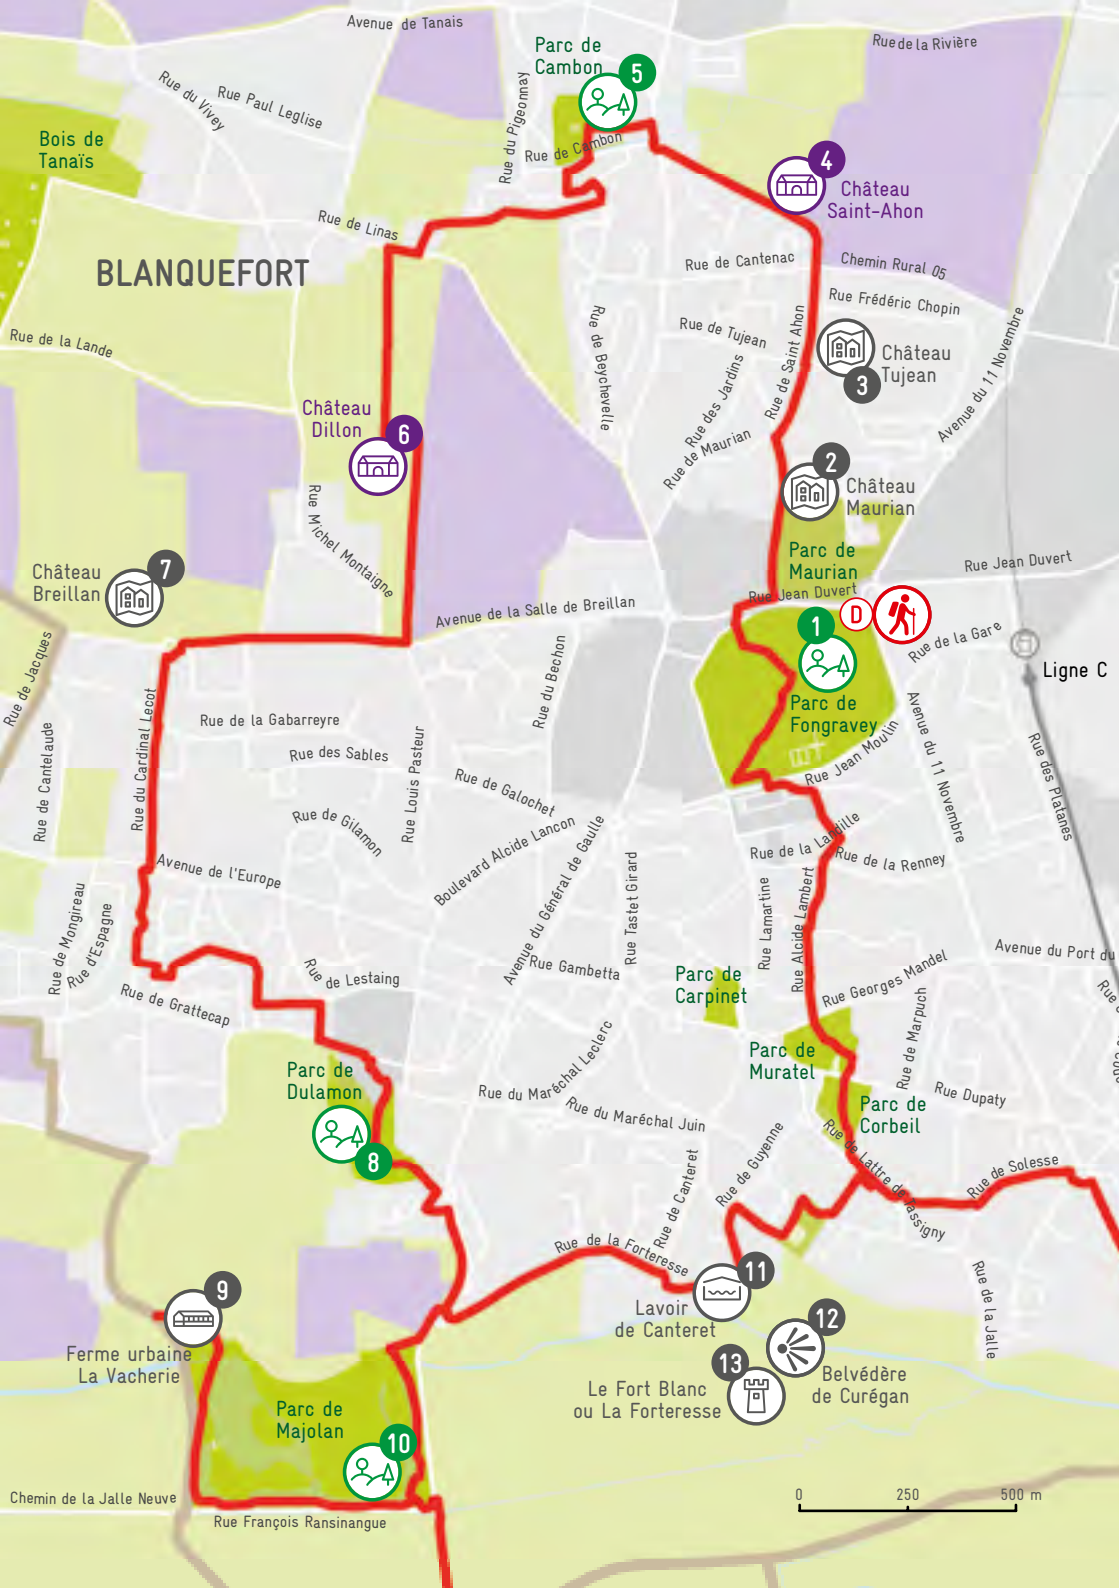 Avenue de Tanais
Rue de la Rivière
Parc de
Cambon
5
Rue du Vivey
Rue Paul Leglise
Rue du Pigeonnay
Rue de Cambon
Bois de
Tanaïs
4
Château
Saint-Ahon
Rue de Linas
BLANQUEFORT
Rue de Cantenac
Chemin Rural 05
Rue Frédéric Chopin
Rue de la Lande
Rue de Beychevelle
Rue de Tujean
Rue des Jardins
Rue de Saint Ahon
Château
Tujean
3
Avenue du 11 Novembre
Château
Dillon
6
Rue de Maurian
2
Château
Maurian
Rue Michel Montaigne
Parc de
Maurian
Rue Jean Duvert
Rue Jean Duvert
Château
Breillan
7
Avenue de la Salle de Breillan
1
D
Rue de la Gare
Ligne C
Rue de Jacques
Rue du Bechon
Parc de
Fongravey
Rue Jean Moulin
Avenue du 11 Novembre
Rue des Platanes
Rue de Cantelaude
Rue du Cardinal Lecot
Rue de la Gabarreyre
Rue des Sables
Rue Louis Pasteur
Rue de Galochet
Rue de Gilamon
Boulevard Alcide Lancon
Avenue du Général de Gaulle
Rue Tastet Girard
Rue de la Landille
Rue de la Renney
Avenue de l'Europe
Rue Lamartine
Rue Alcide Lambert
Rue de Mongireau
Rue d'Espagne
Rue de Grattecap
Rue de Lestaing
Rue Gambetta
Parc de
Carpinet
Rue Georges Mandel
Avenue du Port du
Rue de Marpuch
Parc de
Muratel
Rue du Maréchal Leclerc
Rue du Maréchal Juin
Parc de
Dulamon
8
Rue Dupaty
Parc de
Corbeil
Rue de Guyenne
Rue de Canteret
Rue de Lattre de Tassigny
Rue de Solesse
Rue de la Forteresse
Rue de la Jalle
11
Lavoir
de Canteret
12
Belvédère
de Curégan
13
Le Fort Blanc
ou La Forteresse
9
Ferme urbaine
La Vacherie
Parc de
Majolan
10
Chemin de la Jalle Neuve
Rue François Ransinangue
0 250 500 m